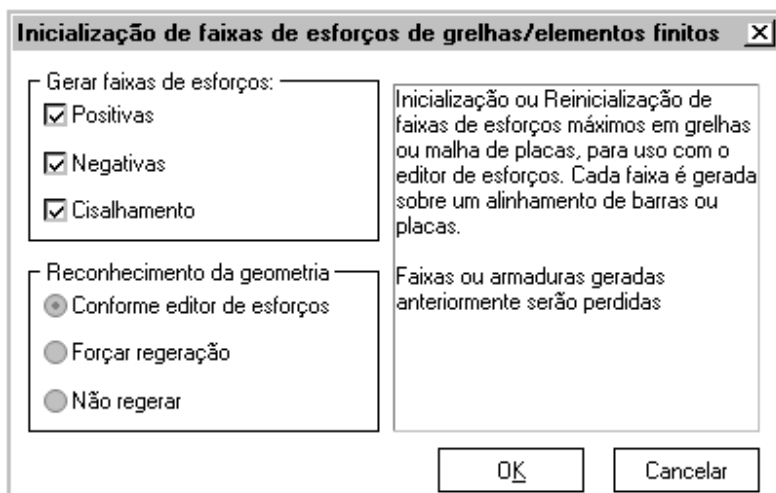 Inicialização de faixas de esforços de grelhas/elementos finitos
Gerar faixas de esforços:
Positivas
Negativas
Cisalhamento
Reconhecimento da geometria
Conforme editor de esforços
Forçar regeração
Não regerar
Inicialização ou Reinicialização de
faixas de esforços máximos em grelhas
ou malha de placas, para uso com o
editor de esforços. Cada faixa é gerada
sobre um alinhamento de barras ou
placas.
Faixas ou armaduras geradas
anteriormente serão perdidas
OK
Cancelar